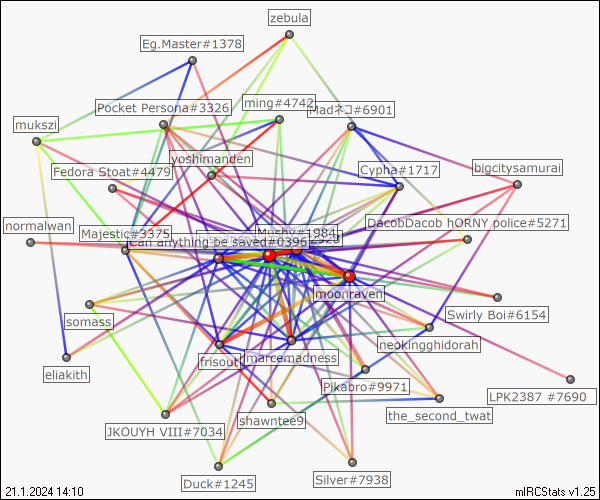 zebula
Eg.Master#1378
Pocket Persona#3326
ming#4742
Madネコ#6901
mukszi
yoshimanden
Fedora Stoat#4479
Cypha#1717
bigcitysamurai
normalwan
Majestic#3375
Mushy#1984
DacobDacob hORNY police#5271
Can anything be saved#0396
moonraven
somass
Swirly Boi#6154
neokingghidorah
eliakith
frisout
marcemadness
Pikabro#9971
LPK2387 #7690
JKOUYH VIII#7034
shawntee9
the_second_twat
Duck#1245
Silver#7938
21.1.2024 14:10
mIRCStats v1.25